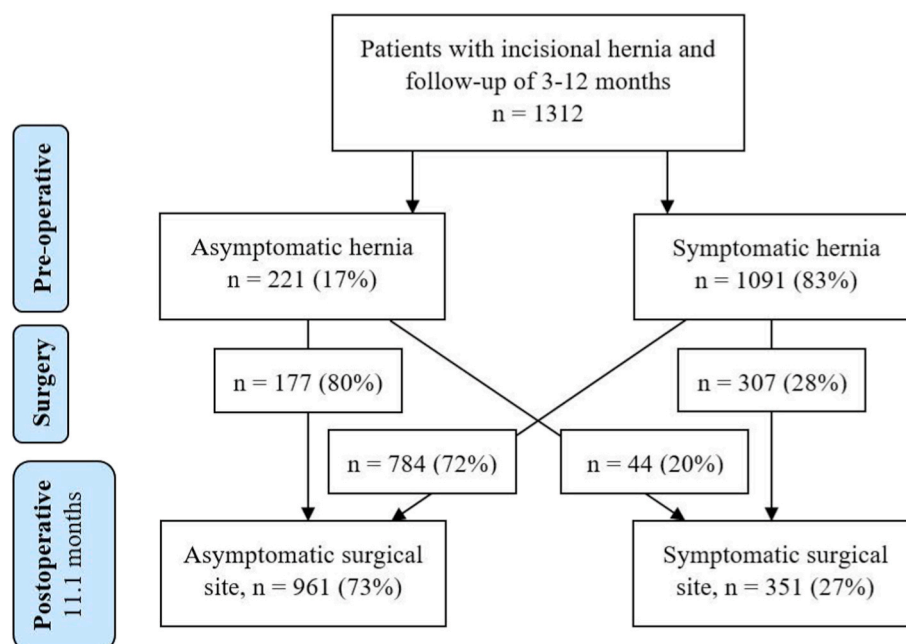 Patients with incisional hernia and
follow-up of 3-12 months
n = 1312
Pre-operative
Asymptomatic hernia
n = 221 (17%)
Symptomatic hernia
n = 1091 (83%)
Surgery
n = 177 (80%)
n = 307 (28%)
n = 784 (72%)
n = 44 (20%)
Postoperative
11.1 months
Asymptomatic surgical
site, n = 961 (73%)
Symptomatic surgical
site, n = 351 (27%)